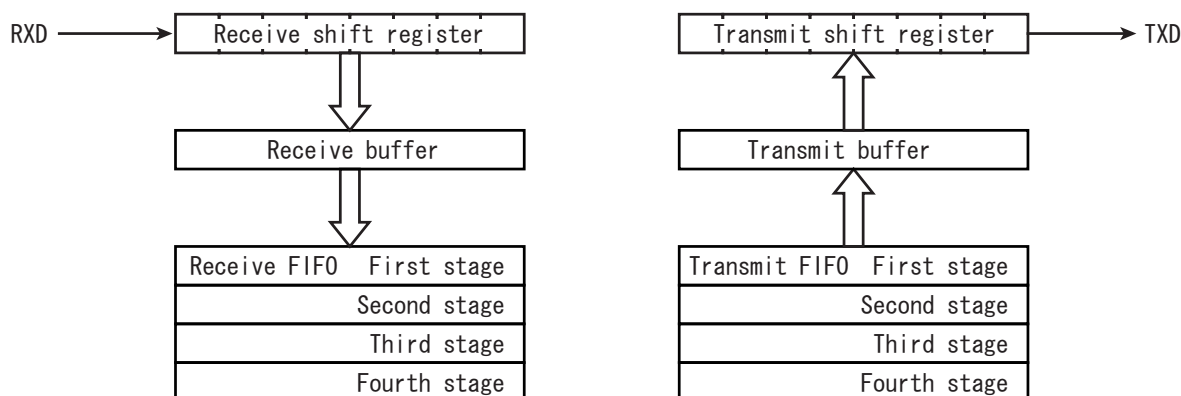 RXD
Receive shift register
Receive buffer
Receive FIFO First stage
Second stage
Third stage
Fourth stage
Transmit shift register
TXD
Transmit buffer
Transmit FIFO First stage
Second stage
Third stage
Fourth stage